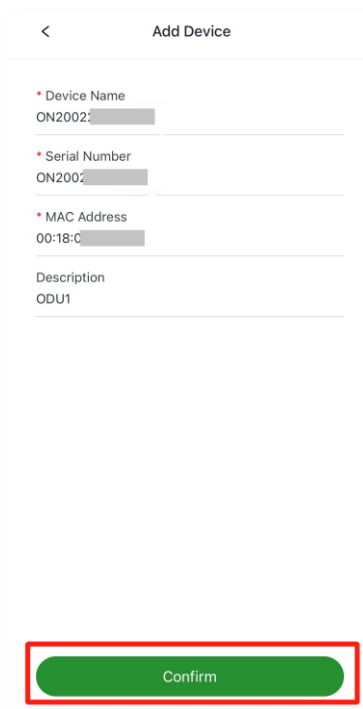 Add Device
* Device Name
ON2002
* Serial Number
ON2002
* MAC Address
00:18:0
Description
ODU1
Confirm